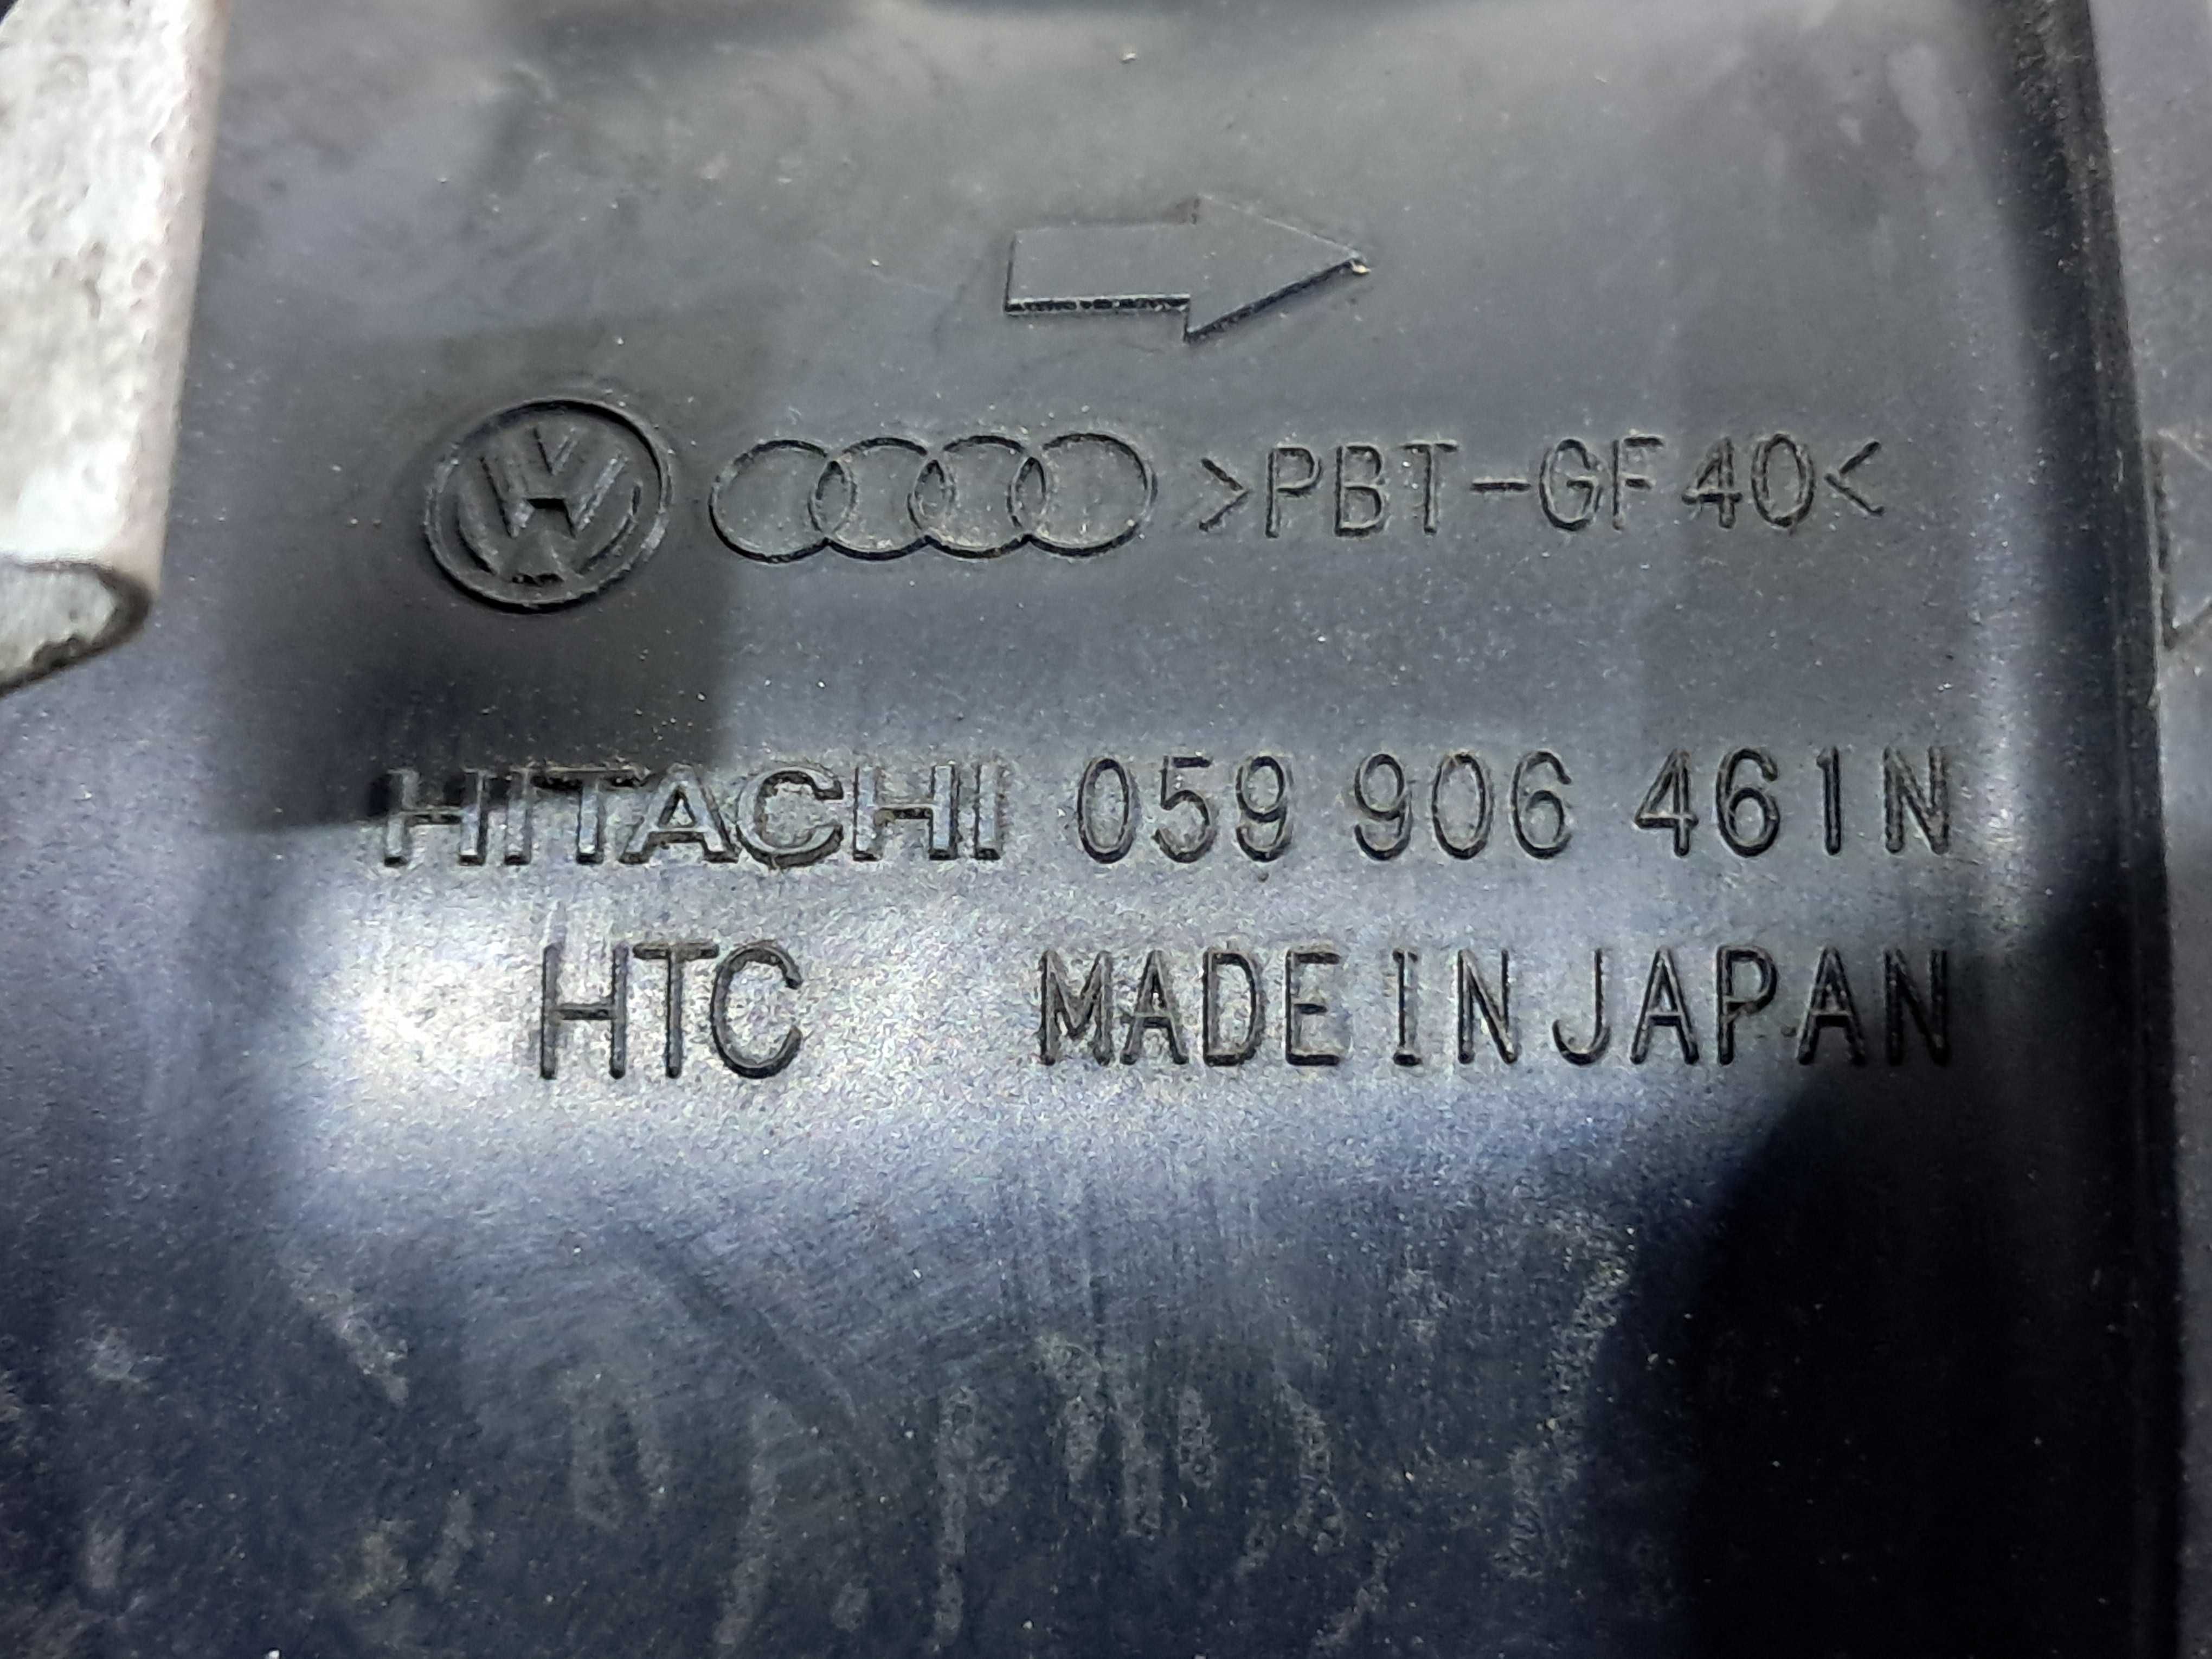 >PBT-GF40<
HITACHI 059 906 461N
HTC MADE IN JAPAN